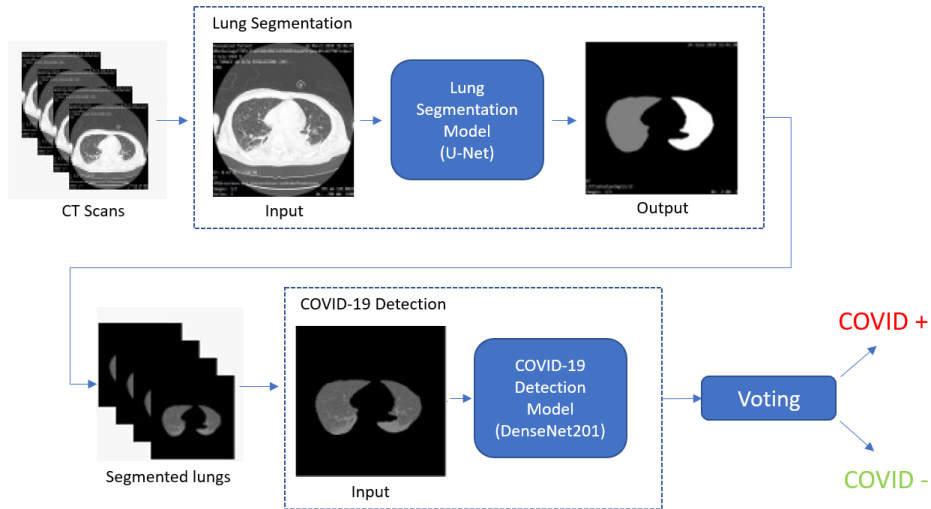 Lung Segmentation
CT Scans
Input
Lung
Segmentation
Model
(U-Net)
Output
COVID-19 Detection
Segmented lungs
Input
COVID-19
Detection
Model
(DenseNet201)
Voting
COVID +
COVID -